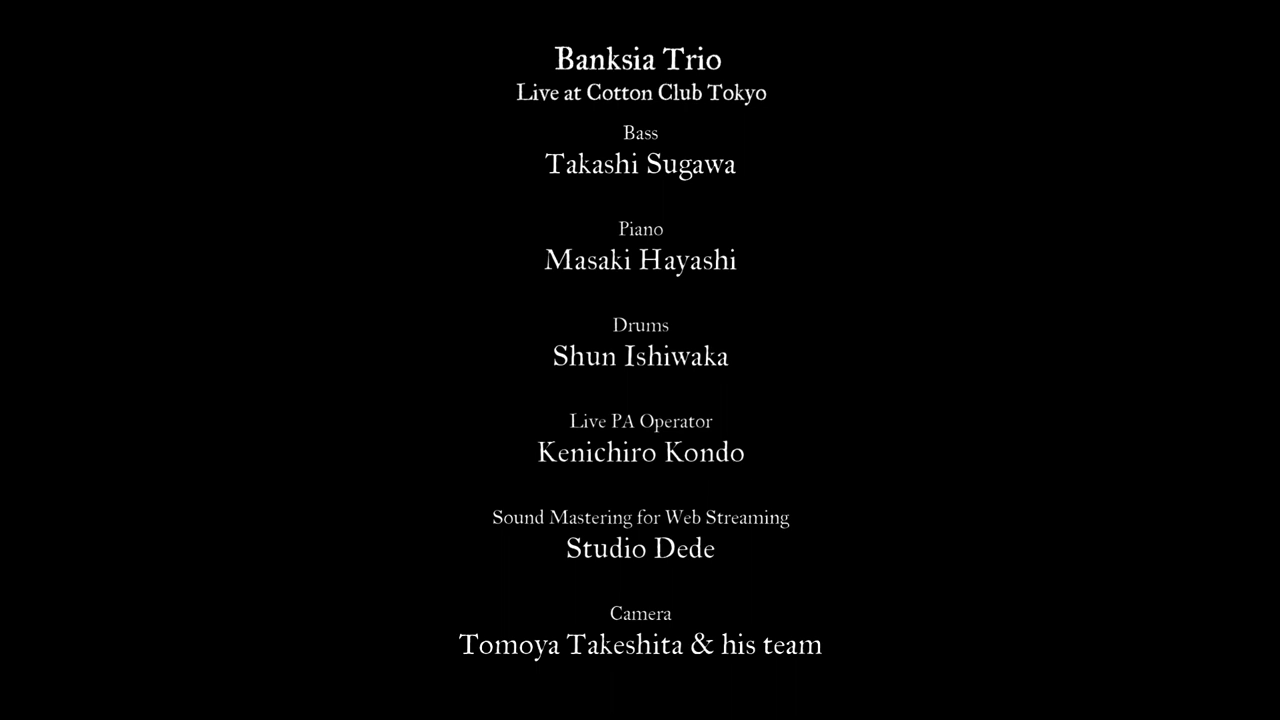 Banksia Trio
Live at Cotton Club Tokyo
Bass
Takashi Sugawa
Piano
Masaki Hayashi
Drums
Shun Ishiwaka
Live PA Operator
Kenichiro Kondo
Sound Mastering for Web Streaming
Studio Dede
Camera
Tomoya Takeshita & his team